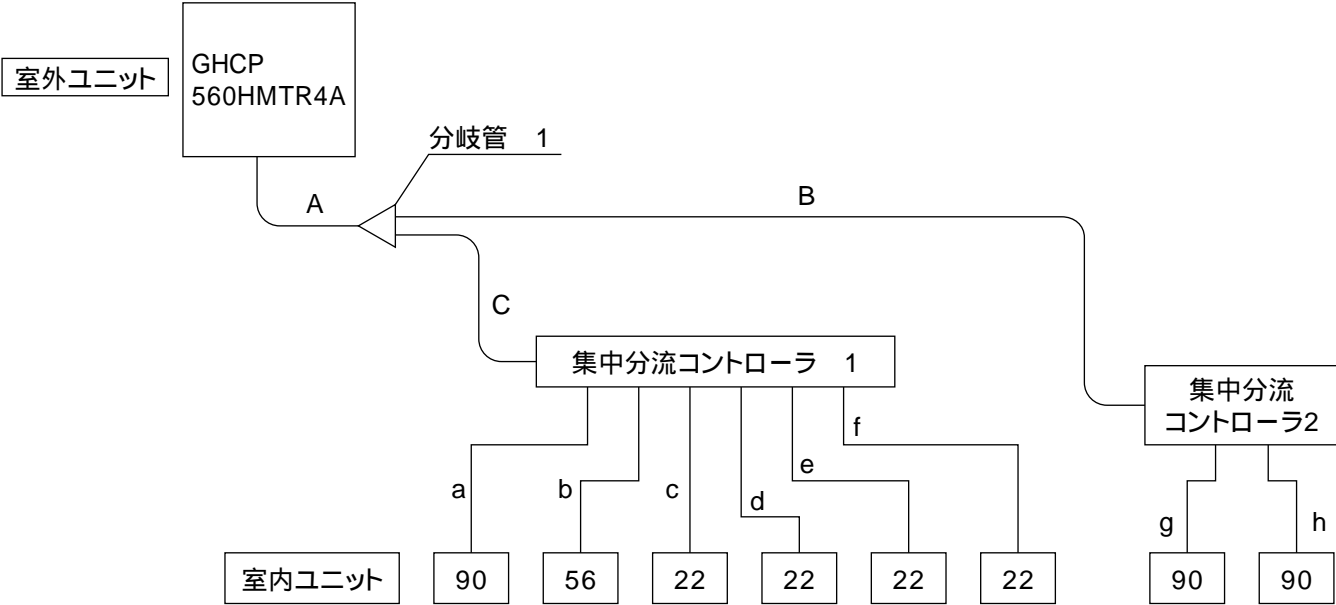 GHCP
560HMTR4A
室外ユニット
分岐管 1
A
B
C
集中分流コントローラ 1
集中分流
コントローラ2
a
b
c
d
e
f
g
h
室内ユニット
90
56
22
22
22
22
90
90